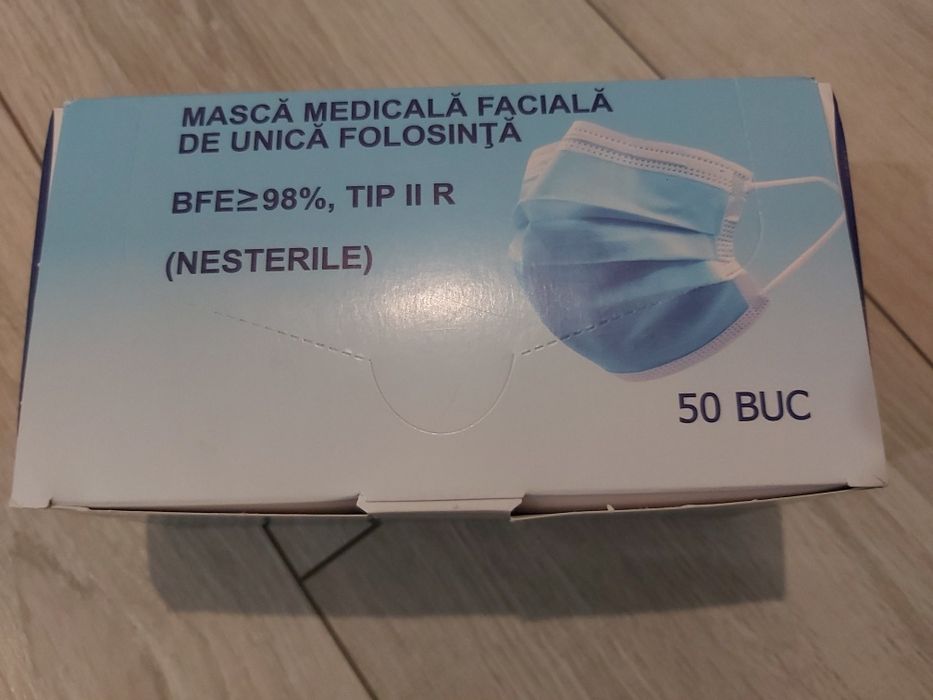 MASCĂ MEDICALĂ FACIALĂ
DE UNICĂ FOLOSINŢĂ
BFE≥98%, TIP II R
(NESTERILE)
50 BUC